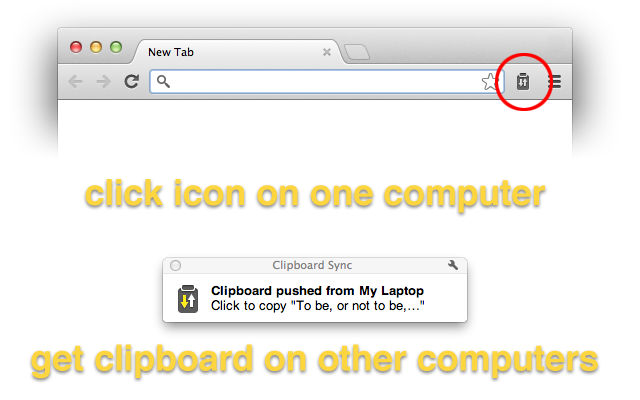 New Tab
click icon on one computer
Clipboard Sync
Clipboard pushed from My Laptop
Click to copy "To be, or not to be,..."
get clipboard on other computers